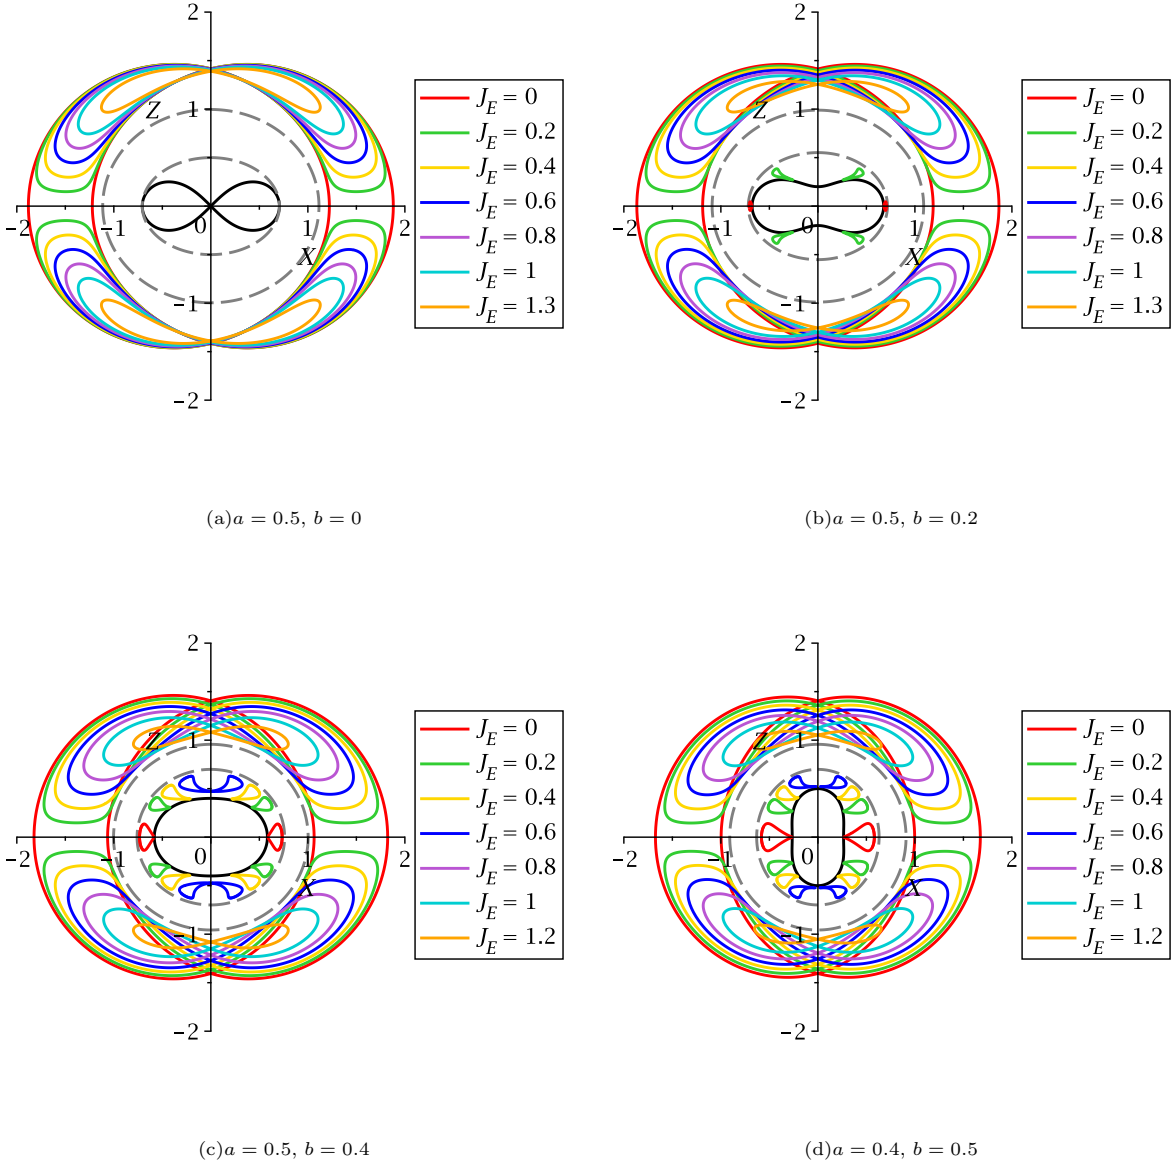 2
1
Z
-2
-1
0
1
2
X
-1
-2
J_E = 0
J_E = 0.2
J_E = 0.4
J_E = 0.6
J_E = 0.8
J_E = 1
J_E = 1.3
(a)a = 0.5, b = 0
2
1
Z
-2
-1
0
1
2
X
-1
-2
J_E = 0
J_E = 0.2
J_E = 0.4
J_E = 0.6
J_E = 0.8
J_E = 1
J_E = 1.3
(b)a = 0.5, b = 0.2
2
1
Z
-2
-1
0
1
2
X
-1
-2
J_E = 0
J_E = 0.2
J_E = 0.4
J_E = 0.6
J_E = 0.8
J_E = 1
J_E = 1.2
(c)a = 0.5, b = 0.4
2
1
Z
-2
-1
0
1
2
X
-1
-2
J_E = 0
J_E = 0.2
J_E = 0.4
J_E = 0.6
J_E = 0.8
J_E = 1
J_E = 1.2
(d)a = 0.4, b = 0.5